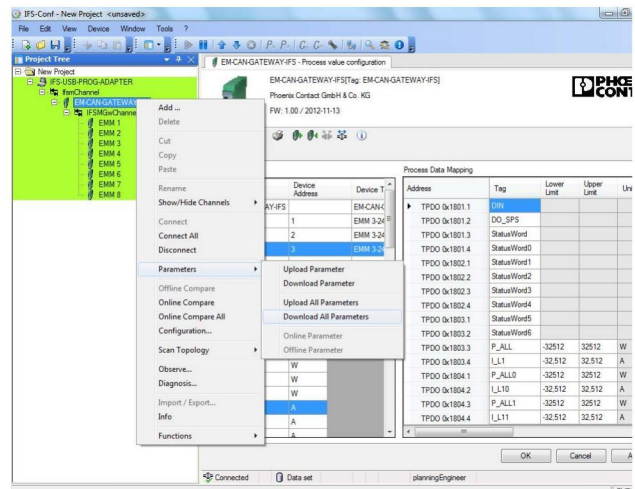 IFS-Conf - New Project <unsaved>
File Edit View Device Window Tools ?
Project Tree
EM-CAN-GATEWAY-IFS - Process value configuration
New Project
IFS-USB-PROG-ADAPTER
IfsmChannel
EM-CAN-GATEWAY
IFSMGwChannel
EMM 1
EMM 2
EMM 3
EMM 4
EMM 5
EMM 6
EMM 7
EMM 8
EM-CAN-GATEWAY-IFS[Tag: EM-CAN-GATEWAY-IFS]
Phoenix Contact GmbH & Co. KG
FW: 1.00 / 2012-11-13
PHOE
CONT
Add ...
Delete
Cut
Copy
Paste
Rename
Show/Hide Channels
Connect
Connect All
Disconnect
Parameters
Offline Compare
Online Compare
Online Compare All
Configuration...
Scan Topology
Observe...
Diagnosis...
Import / Export...
Info
Functions
Upload Parameter
Download Parameter
Upload All Parameters
Download All Parameters
Online Parameter
Offline Parameter
Device Address Device T
AY-IFS EM-CAN-G
1 EMM 3-24
2 EMM 3-24
3 EMM 3-24
W
W
W
A
A
A
Process Data Mapping
Address Tag Lower Limit Upper Limit Uni
TPDO 0x1801.1 DIN
TPDO 0x1801.2 DO_SPS
TPDO 0x1801.3 StatusWord
TPDO 0x1801.4 StatusWord0
TPDO 0x1802.1 StatusWord1
TPDO 0x1802.2 StatusWord2
TPDO 0x1802.3 StatusWord3
TPDO 0x1802.4 StatusWord4
TPDO 0x1803.1 StatusWord5
TPDO 0x1803.2 StatusWord6
TPDO 0x1803.3 P_ALL -32512 32512 W
TPDO 0x1803.4 I_L1 -32,512 32,512 A
TPDO 0x1804.1 P_ALL0 -32512 32512 W
TPDO 0x1804.2 I_L10 -32,512 32,512 A
TPDO 0x1804.3 P_ALL1 -32512 32512 W
TPDO 0x1804.4 I_L11 -32,512 32,512 A
OK Cancel A
Connected Data set planningEngineer